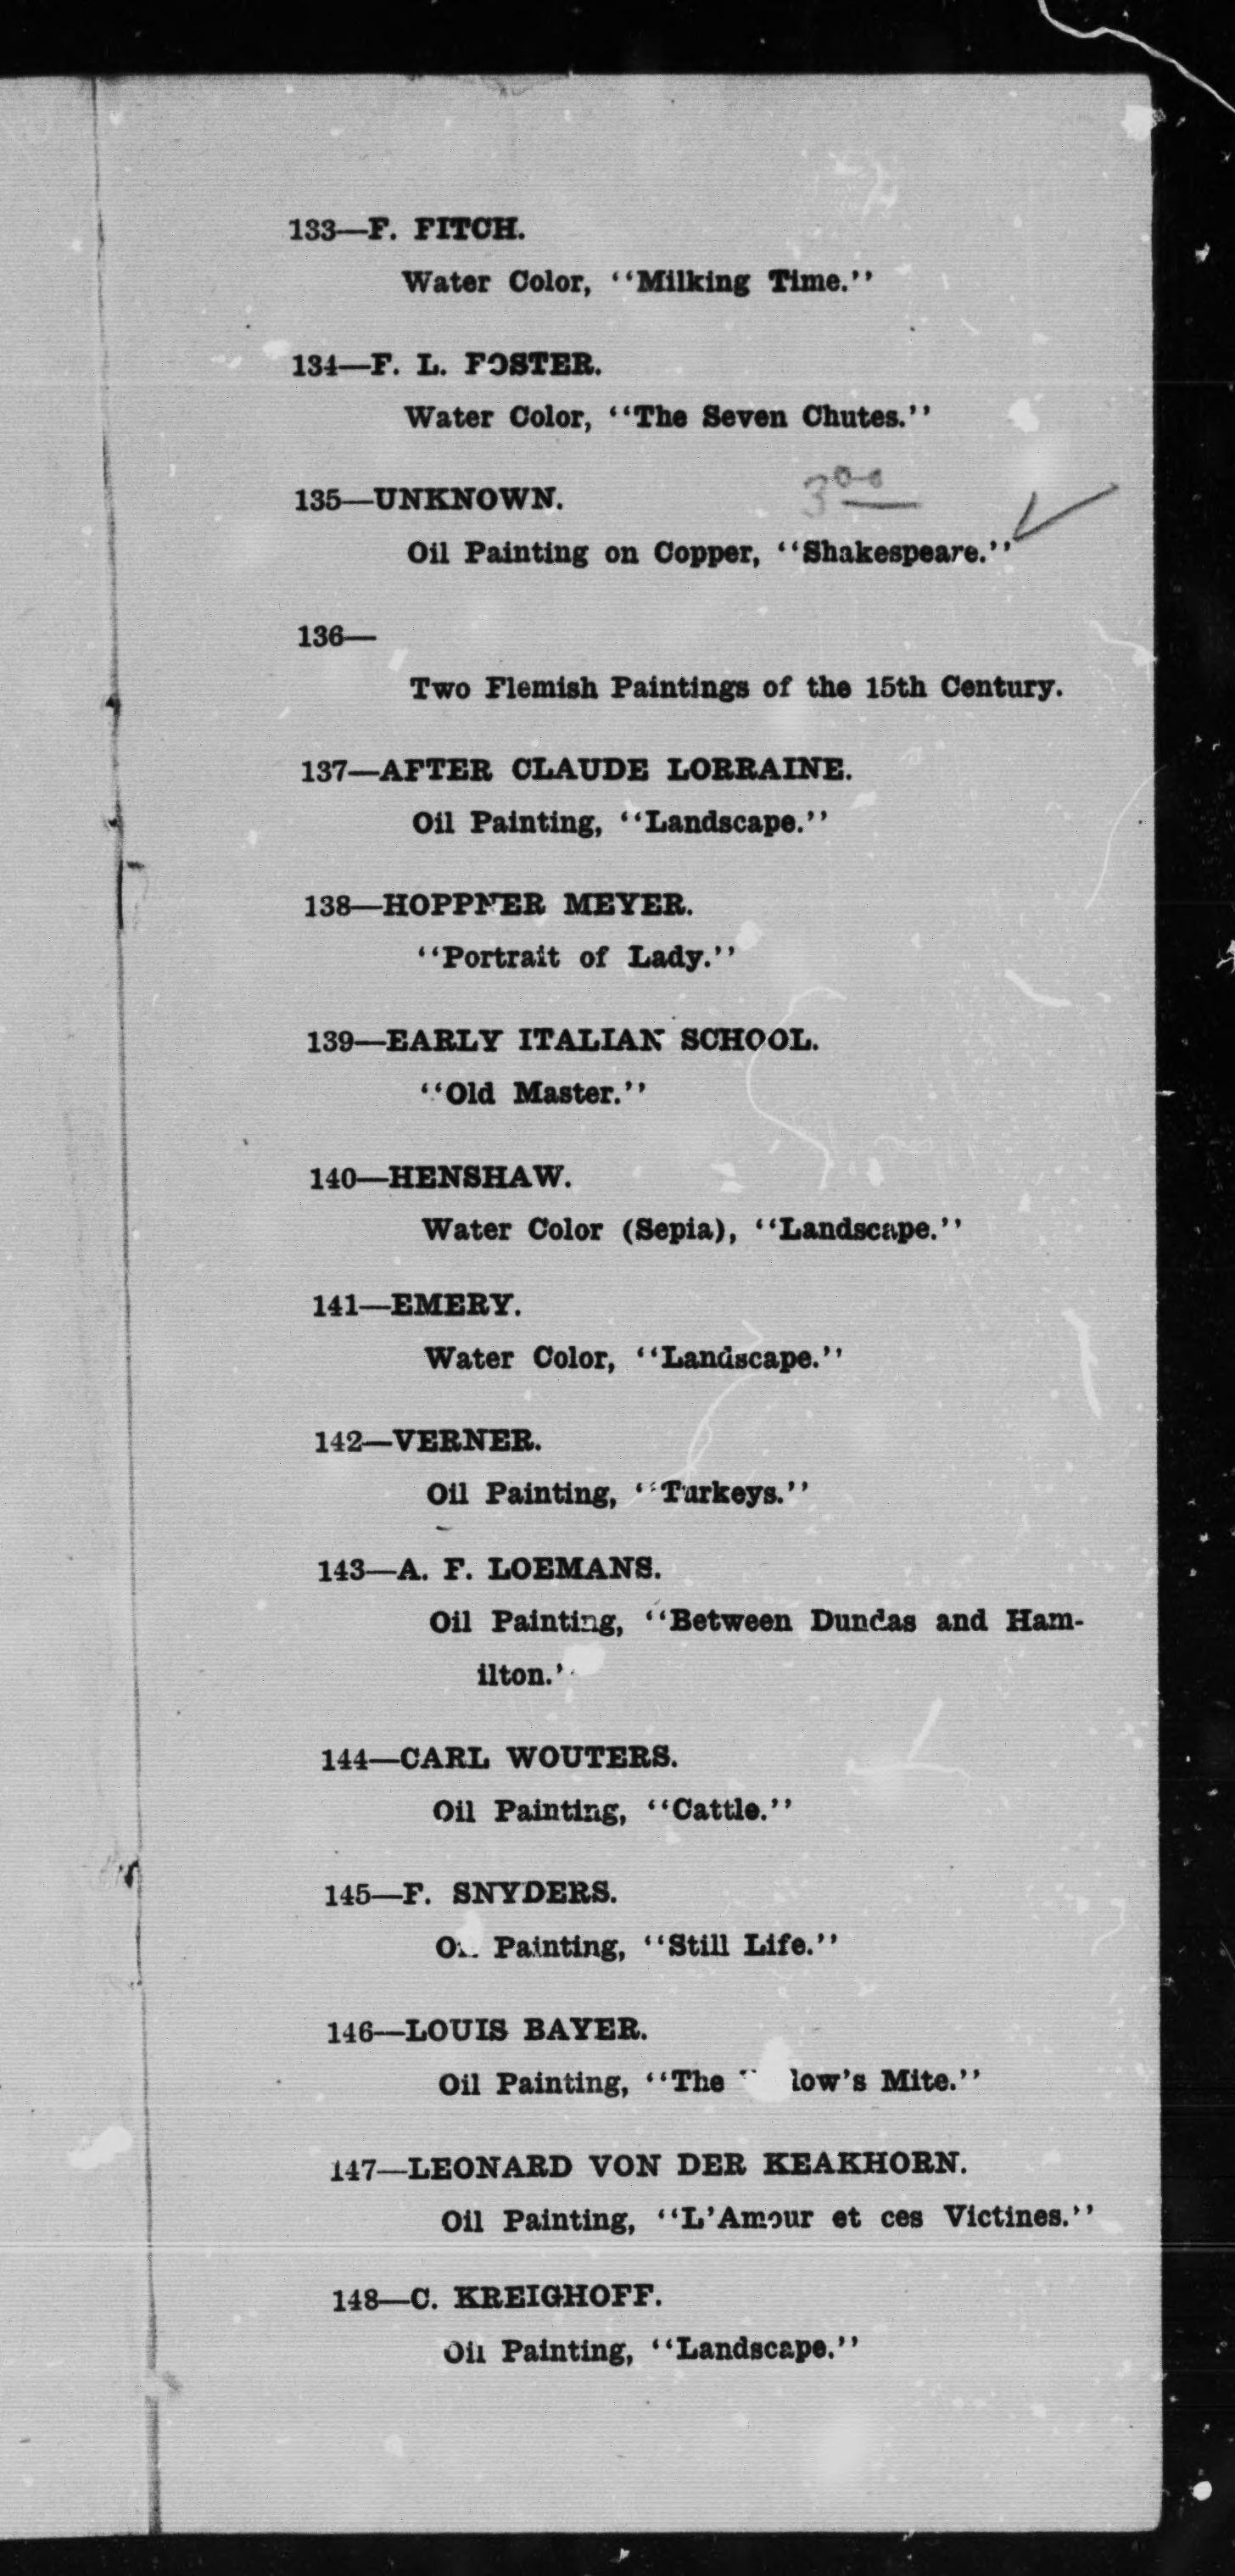 133—F. FITCH.
Water Color, ‘‘Milking Time.’’
134—F. L. FOSTER.
Water Color, ‘‘The Seven Chutes.’’
3 00
135—UNKNOWN.
Oil Painting on Copper, ‘‘Shakespeare.’’ ✓
136—
Two Flemish Paintings of the 15th Century.
137—AFTER CLAUDE LORRAINE.
Oil Painting, ‘‘Landscape.’’
138—HOPPNER MEYER.
‘‘Portrait of Lady.’’
139—EARLY ITALIAN SCHOOL.
‘‘Old Master.’’
140—HENSHAW.
Water Color (Sepia), ‘‘Landscape.’’
141—EMERY.
Water Color, ‘‘Landscape.’’
142—VERNER.
Oil Painting, ‘‘Turkeys.’’
143—A. F. LOEMANS.
Oil Painting, ‘‘Between Dundas and Ham-
ilton.’’
144—CARL WOUTERS.
Oil Painting, ‘‘Cattle.’’
145—F. SNYDERS.
Oil Painting, ‘‘Still Life.’’
146—LOUIS BAYER.
Oil Painting, ‘‘The Mite.’’
147—LEONARD VON DER KEAKHORN.
Oil Painting, ‘‘L’Amour et ces Victines.’’
148—C. KREIGHOFF.
Oil Painting, ‘‘Landscape.’’